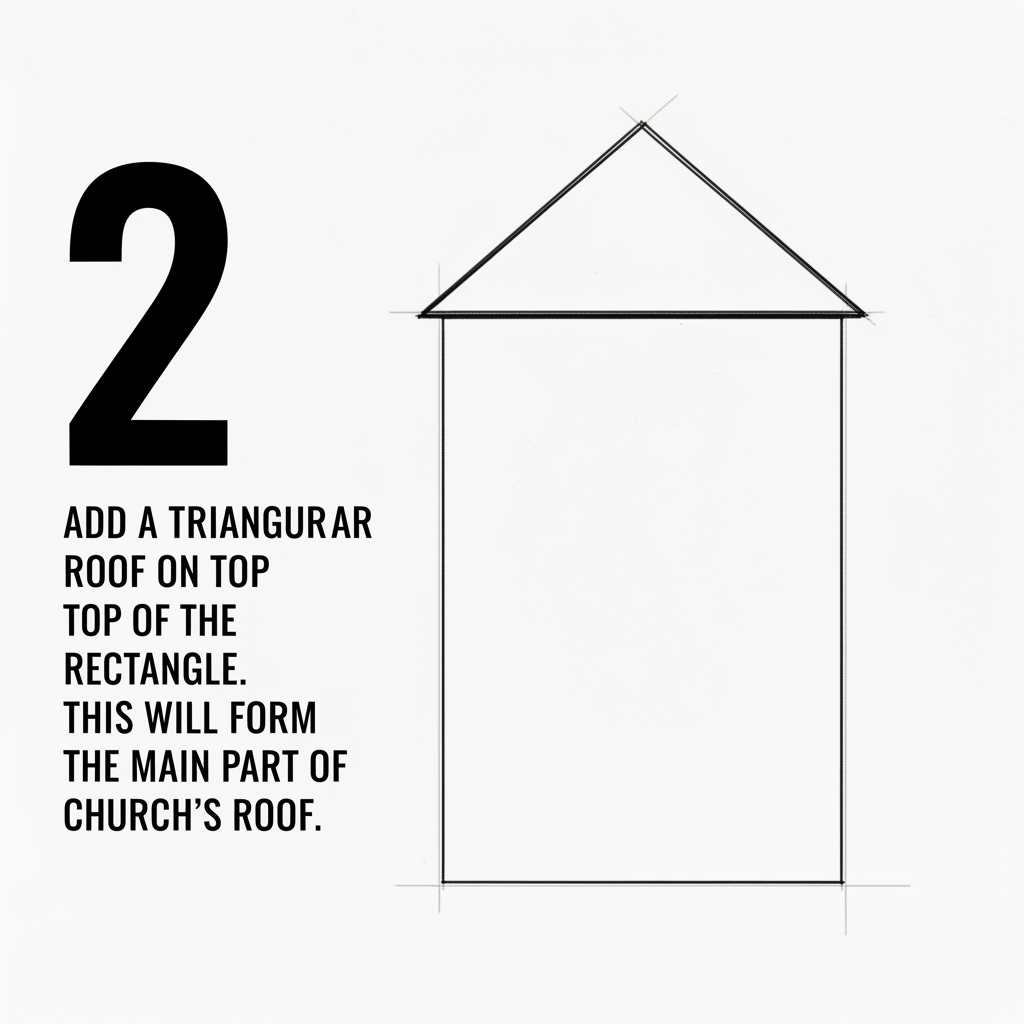 2
ADD A TRIANGURAR
ROOF ON TOP
TOP OF THE
RECTANGLE.
THIS WILL FORM
THE MAIN PART OF
CHURCH'S ROOF.